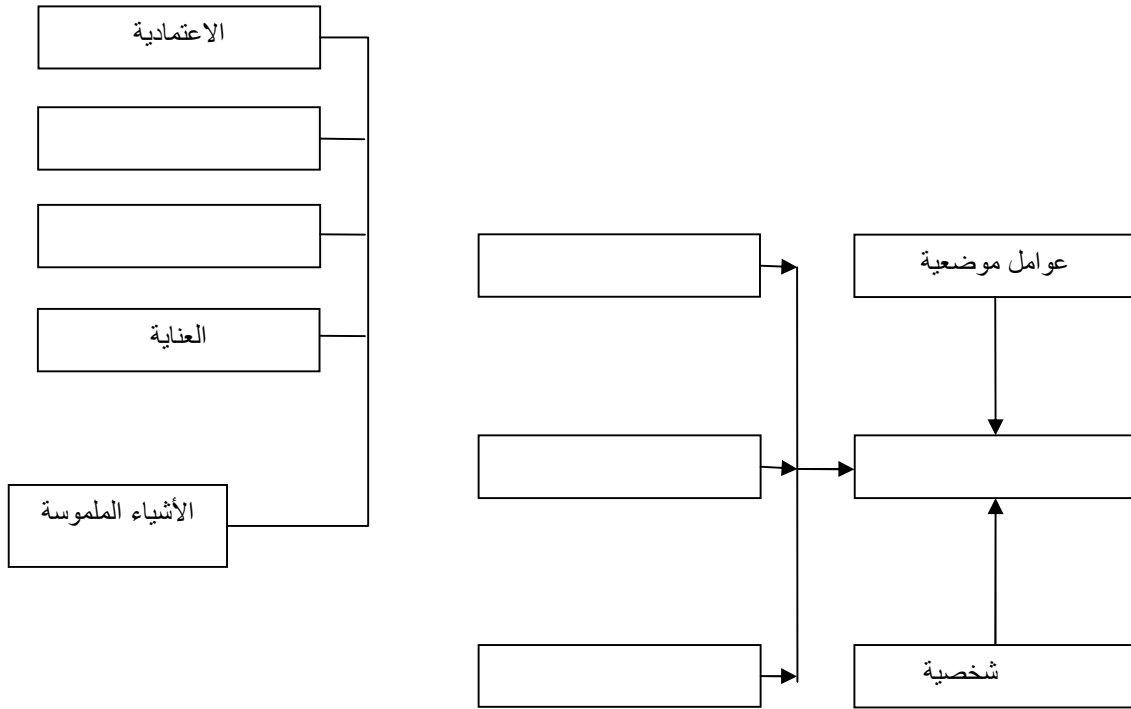 الاعتمادية
عوامل موضعية
العناية
الأشياء الملموسة
شخصية